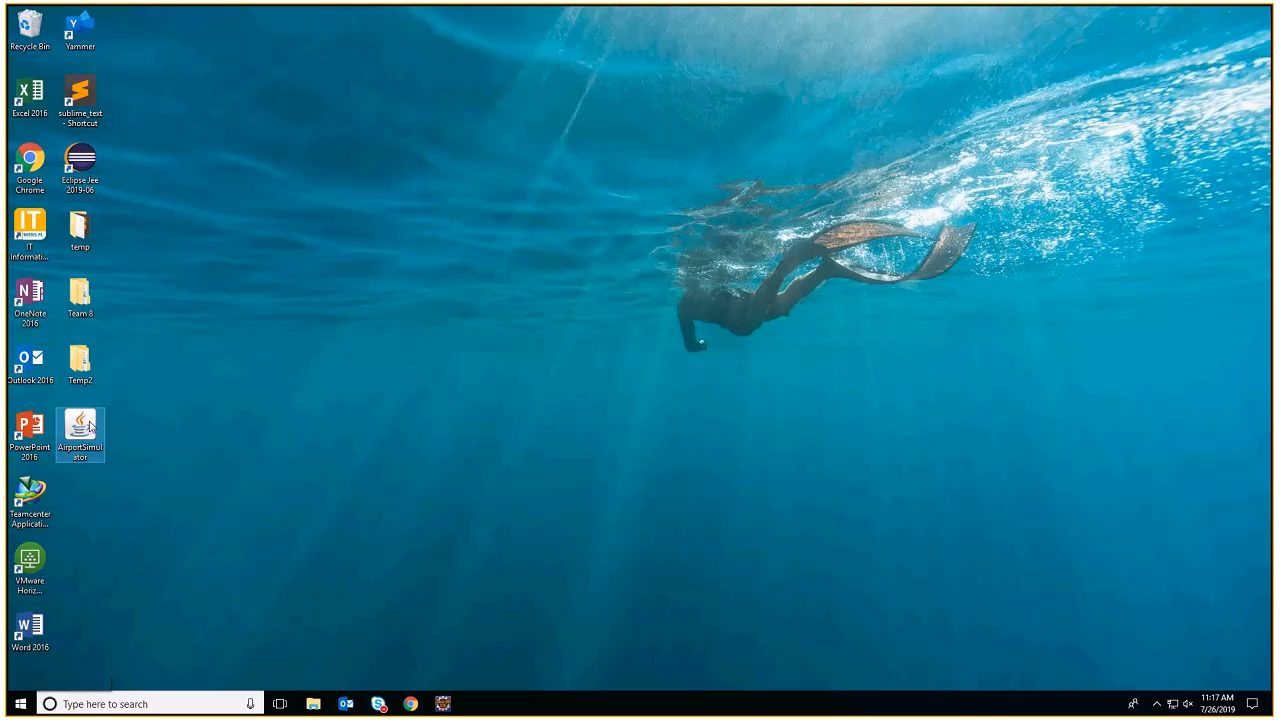 Recycle Bin
Yammer
Excel 2016
sublime_text
- Shortcut
Google
Chrome
Eclipse Jee
2019-06
IT
IT
Informati...
temp
OneNote
2016
Team 8
Outlook 2016
Temp2
PowerPoint
2016
AirportSimul
ator
Teamcenter
Applicati...
VMware
Horiz...
Word 2016
Type here to search
11:17 AM
7/26/2019